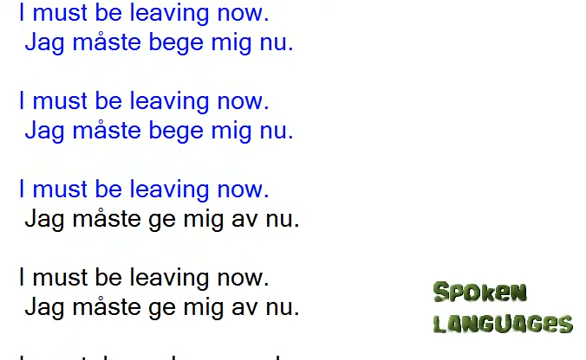 I must be leaving now.
Jag måste bege mig nu.
I must be leaving now.
Jag måste bege mig nu.
I must be leaving now.
Jag måste ge mig av nu.
I must be leaving now.
Jag måste ge mig av nu.
Spoken
Languages